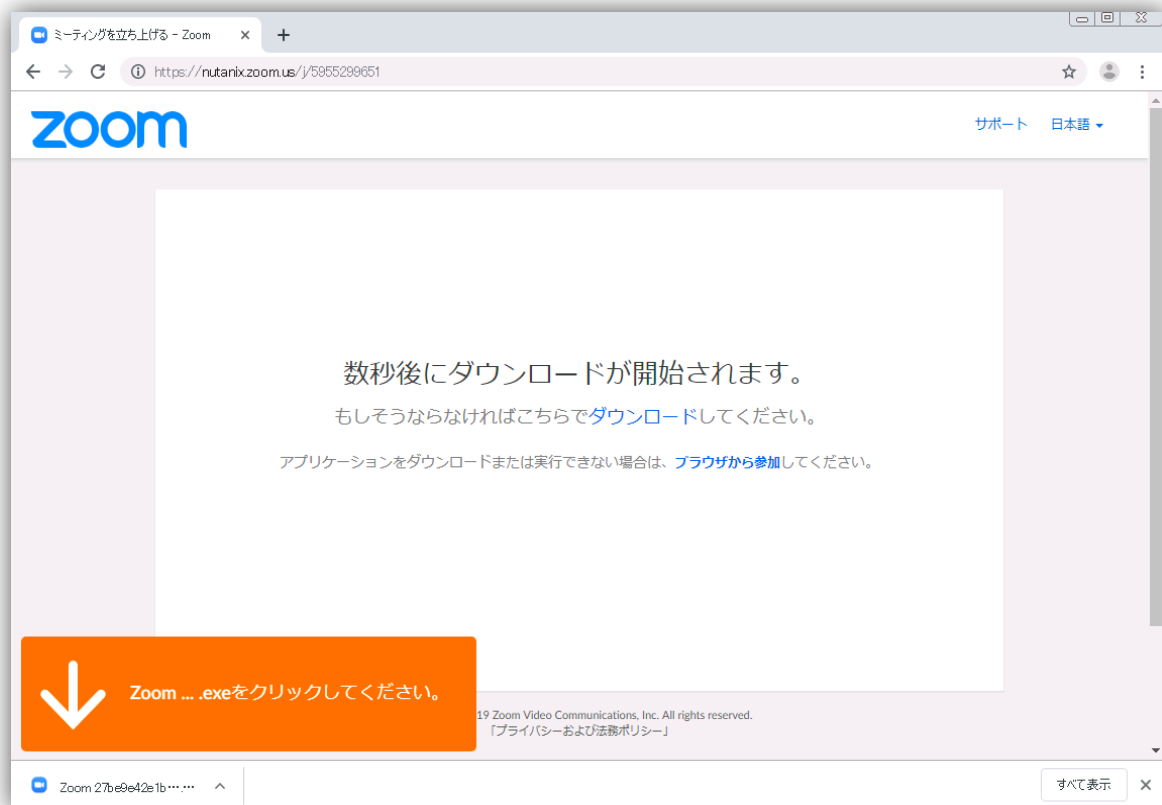 ミーティングを立ち上げる - Zoom
https://nutanix.zoom.us/j/5955299651
zoom
サポート 日本語
数秒後にダウンロードが開始されます。
もしそうならなければこちらでダウンロードしてください。
アプリケーションをダウンロードまたは実行できない場合は、ブラウザから参加してください。
Zoom ... .exeをクリックしてください。
19 Zoom Video Communications, Inc. All rights reserved.
「プライバシーおよび法務ポリシー」
Zoom 27be9e42e1b……
すべて表示